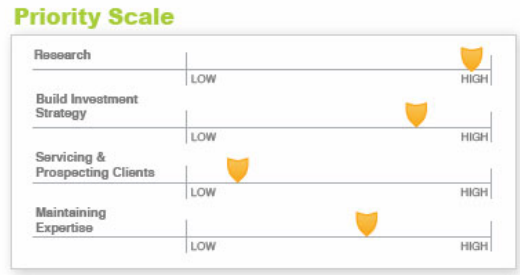 Priority Scale
Research
LOW HIGH
Build Investment
Strategy
LOW HIGH
Servicing &
Prospecting Clients
LOW HIGH
Maintaining
Expertise
LOW HIGH